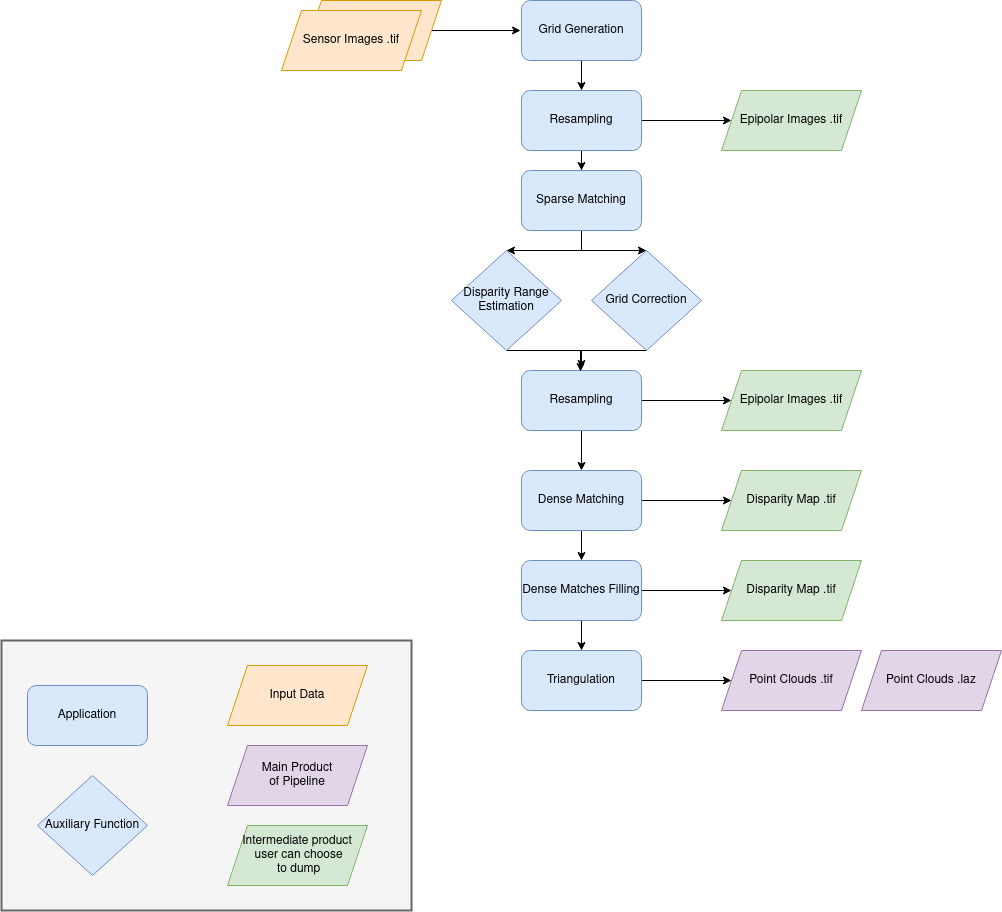 Sensor Images .tif
Grid Generation
Resampling
Epipolar Images .tif
Sparse Matching
Disparity Range
Estimation
Grid Correction
Resampling
Epipolar Images .tif
Dense Matching
Disparity Map .tif
Dense Matches Filling
Disparity Map .tif
Triangulation
Point Clouds .tif
Point Clouds .laz
Application
Input Data
Main Product
of Pipeline
Auxiliary Function
Intermediate product
user can choose
to dump